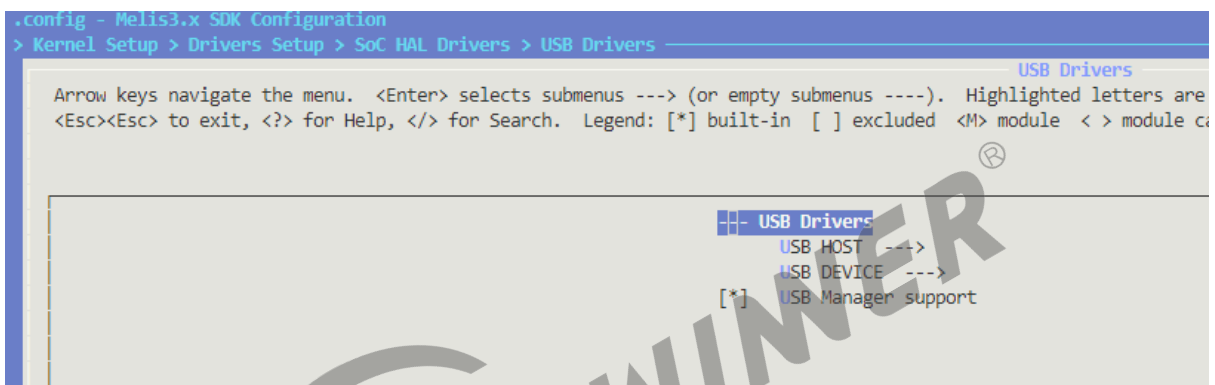 .config - Melis3.x SDK Configuration
> Kernel Setup > Drivers Setup > SoC HAL Drivers > USB Drivers
USB Drivers
Arrow keys navigate the menu. <Enter> selects submenus ---> (or empty submenus ----). Highlighted letters are
<Esc><Esc> to exit, <?> for Help, </> for Search. Legend: [*] built-in [ ] excluded <M> module < > module ca
--- USB Drivers
USB HOST --->
USB DEVICE --->
[*] USB Manager support
WINNER®